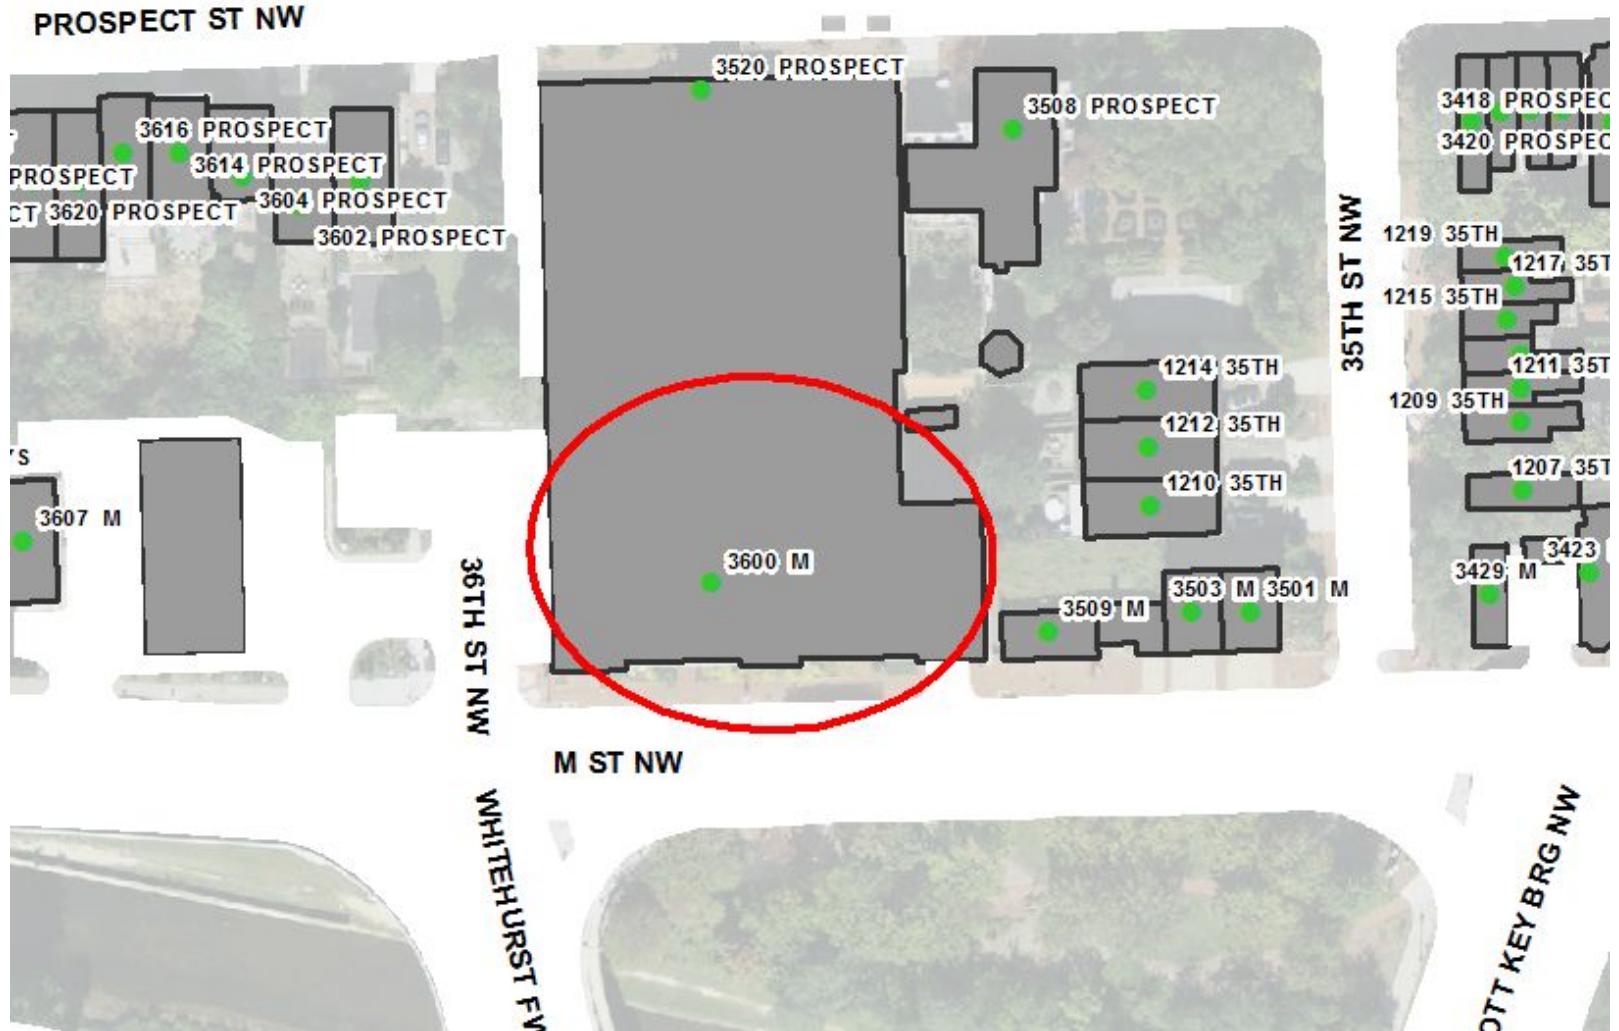 PROSPECT ST NW
3520 PROSPECT
3508 PROSPECT
3616 PROSPECT
3614 PROSPECT
PROSPECT
3604 PROSPECT
3620 PROSPECT
CT
3602 PROSPECT
3418 PROSPEC
3420 PROSPEC
35TH ST NW
1219 35TH
1217 35T
1215 35TH
1214 35TH
1211 35T
1209 35TH
1212 35TH
1210 35TH
1207 35T
'S
3607 M
3600 M
36TH ST NW
3509 M
3503 M
3501 M
3423
3429 M
M ST NW
WHITEHURST FW
OTT KEY BRG NW